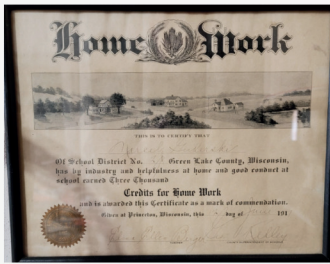 Home Work
THIS IS TO CERTIFY THAT
Of School District No. Green Lake County, Wisconsin,
has by industry and helpfulness at home and good conduct at
school earned Three Thousand
Credits for Home Work
and is awarded this Certificate as a mark of commendation.
Given at Princeton, Wisconsin, this day of 191